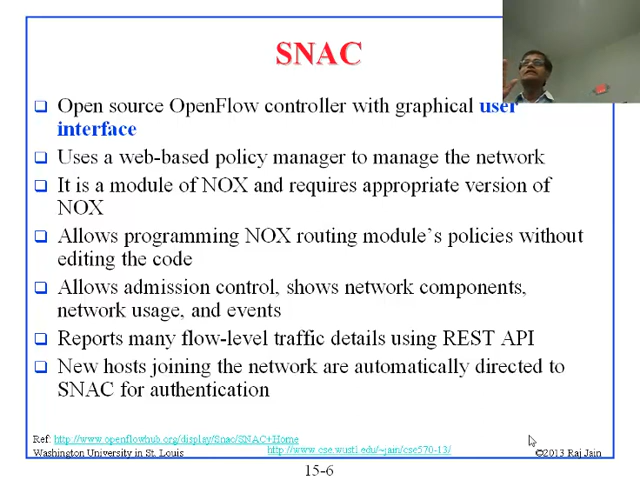 SNAC
Open source OpenFlow controller with graphical user
interface
Uses a web-based policy manager to manage the network
It is a module of NOX and requires appropriate version of
NOX
Allows programming NOX routing module's policies without
editing the code
Allows admission control, shows network components,
network usage, and events
Reports many flow-level traffic details using REST API
New hosts joining the network are automatically directed to
SNAC for authentication
Ref: http://www.openflowhub.org/display/Snac/SNAC+Home
Washington University in St. Louis
http://www.cse.wustl.edu/~jain/cse570-13/
©2013 Raj Jain
15-6